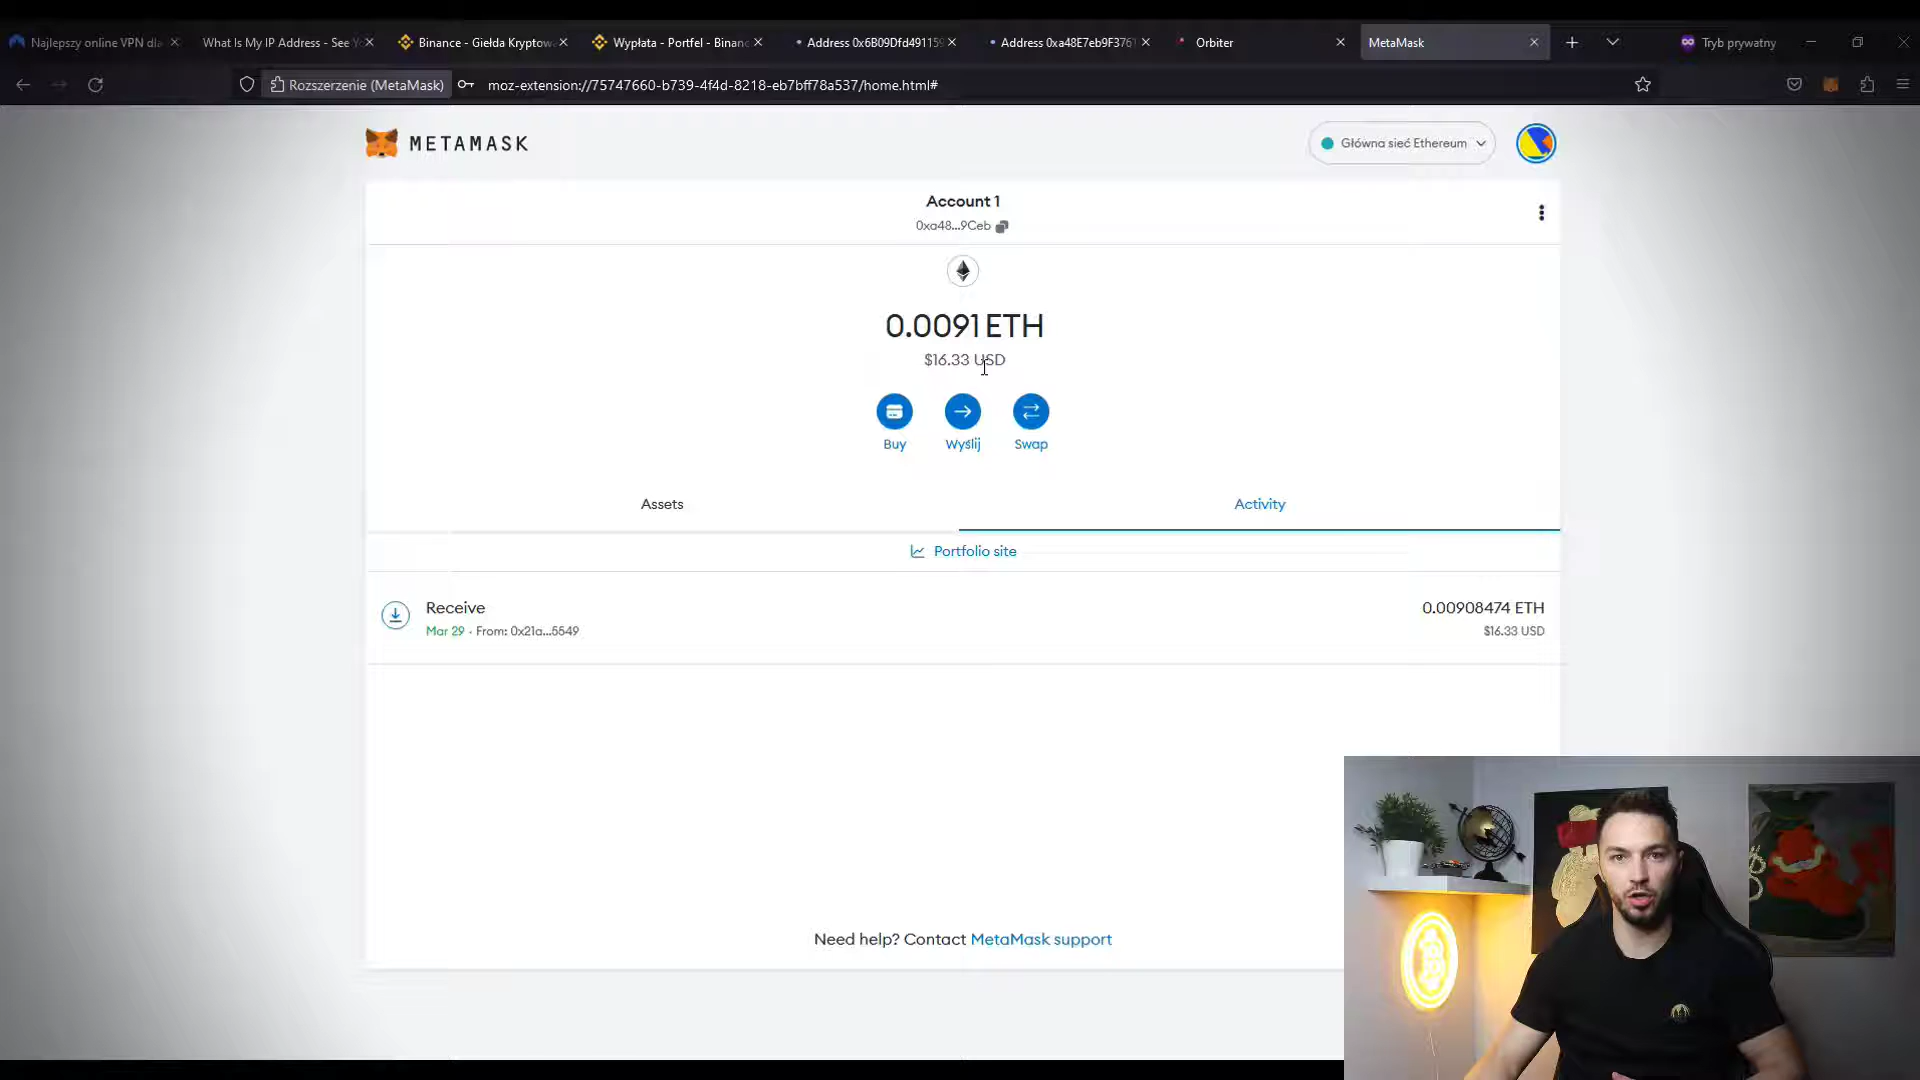 Najlepszy online VPN dla
What Is My IP Address - See Yo
Binance - Giełda Kryptow
Wypłata - Portfel - Binanc
Address 0x6B09Dfd491159
Address 0xa48E7eb9F3761
Orbiter
MetaMask
Tryb prywatny
Rozszerzenie (MetaMask)
moz-extension://75747660-b739-4f4d-8218-eb7bff78a537/home.html#
METAMASK
Główna sieć Ethereum
Account 1
0xa48...9Ceb
0.0091 ETH
$16.33 USD
Buy
Wyślij
Swap
Assets
Activity
Portfolio site
Receive
0.00908474 ETH
Mar 29 · From: 0x21a...5549
$16.33 USD
Need help? Contact MetaMask support